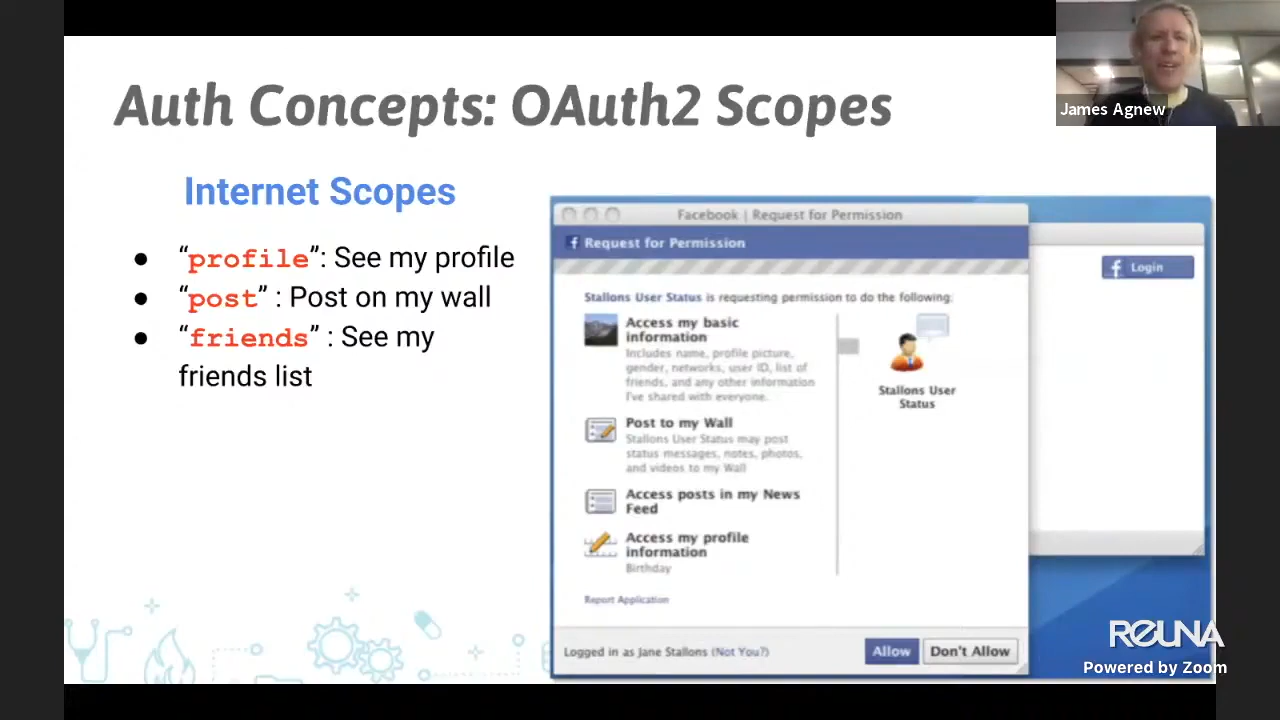 Auth Concepts: OAuth2 Scopes
James Agnew
Internet Scopes
● “profile”: See my profile
● “post” : Post on my wall
● “friends” : See my
friends list
Facebook | Request for Permission
Request for Permission
Login
Stallons User Status is requesting permission to do the following:
Access my basic
information
Includes name, profile picture,
gender, networks, user ID, list of
friends, and any other information
I've shared with everyone.
Stallons User
Status
Post to my Wall
Stallons User Status may post
status messages, notes, photos,
and videos to my Wall
Access posts in my News
Feed
Access my profile
information
Birthday
Report Application
Logged in as Jane Stallons (Not You?)
Allow
Don't Allow
REUNA
Powered by Zoom